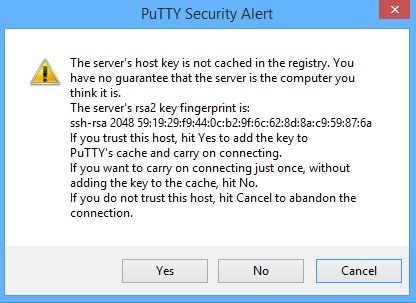 PuTTY Security Alert
The server's host key is not cached in the registry. You
have no guarantee that the server is the computer you
think it is.
The server's rsa2 key fingerprint is:
ssh-rsa 2048 59:19:29:f9:44:0c:b2:9f:6c:62:8d:8a:c9:59:87:6a
If you trust this host, hit Yes to add the key to
PuTTY's cache and carry on connecting.
If you want to carry on connecting just once, without
adding the key to the cache, hit No.
If you do not trust this host, hit Cancel to abandon the
connection.
Yes
No
Cancel